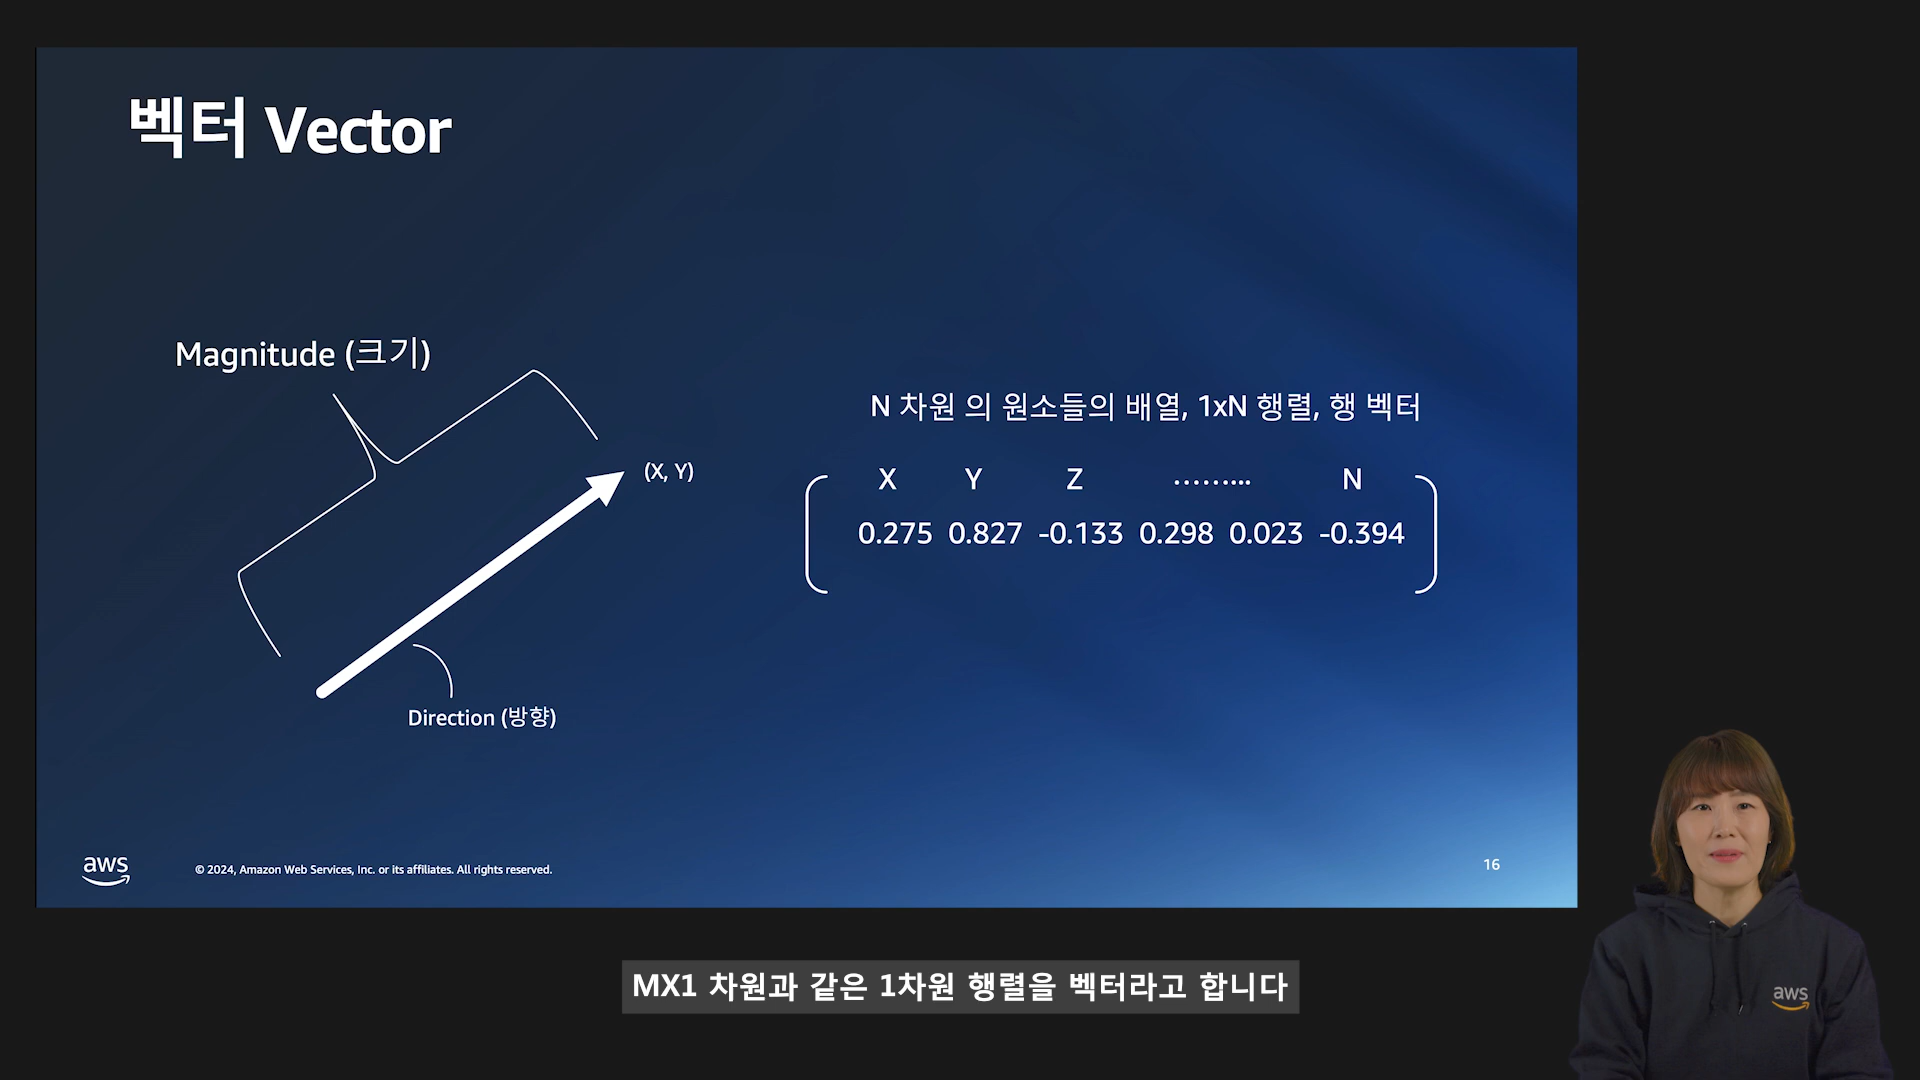 벡터 Vector
Magnitude (크기)
(X, Y)
Direction (방향)
N 차원 의 원소들의 배열, 1xN 행렬, 행 벡터
X Y Z ……... N
0.275 0.827 -0.133 0.298 0.023 -0.394
aws
© 2024, Amazon Web Services, Inc. or its affiliates. All rights reserved.
16
aws
MX1 차원과 같은 1차원 행렬을 벡터라고 합니다